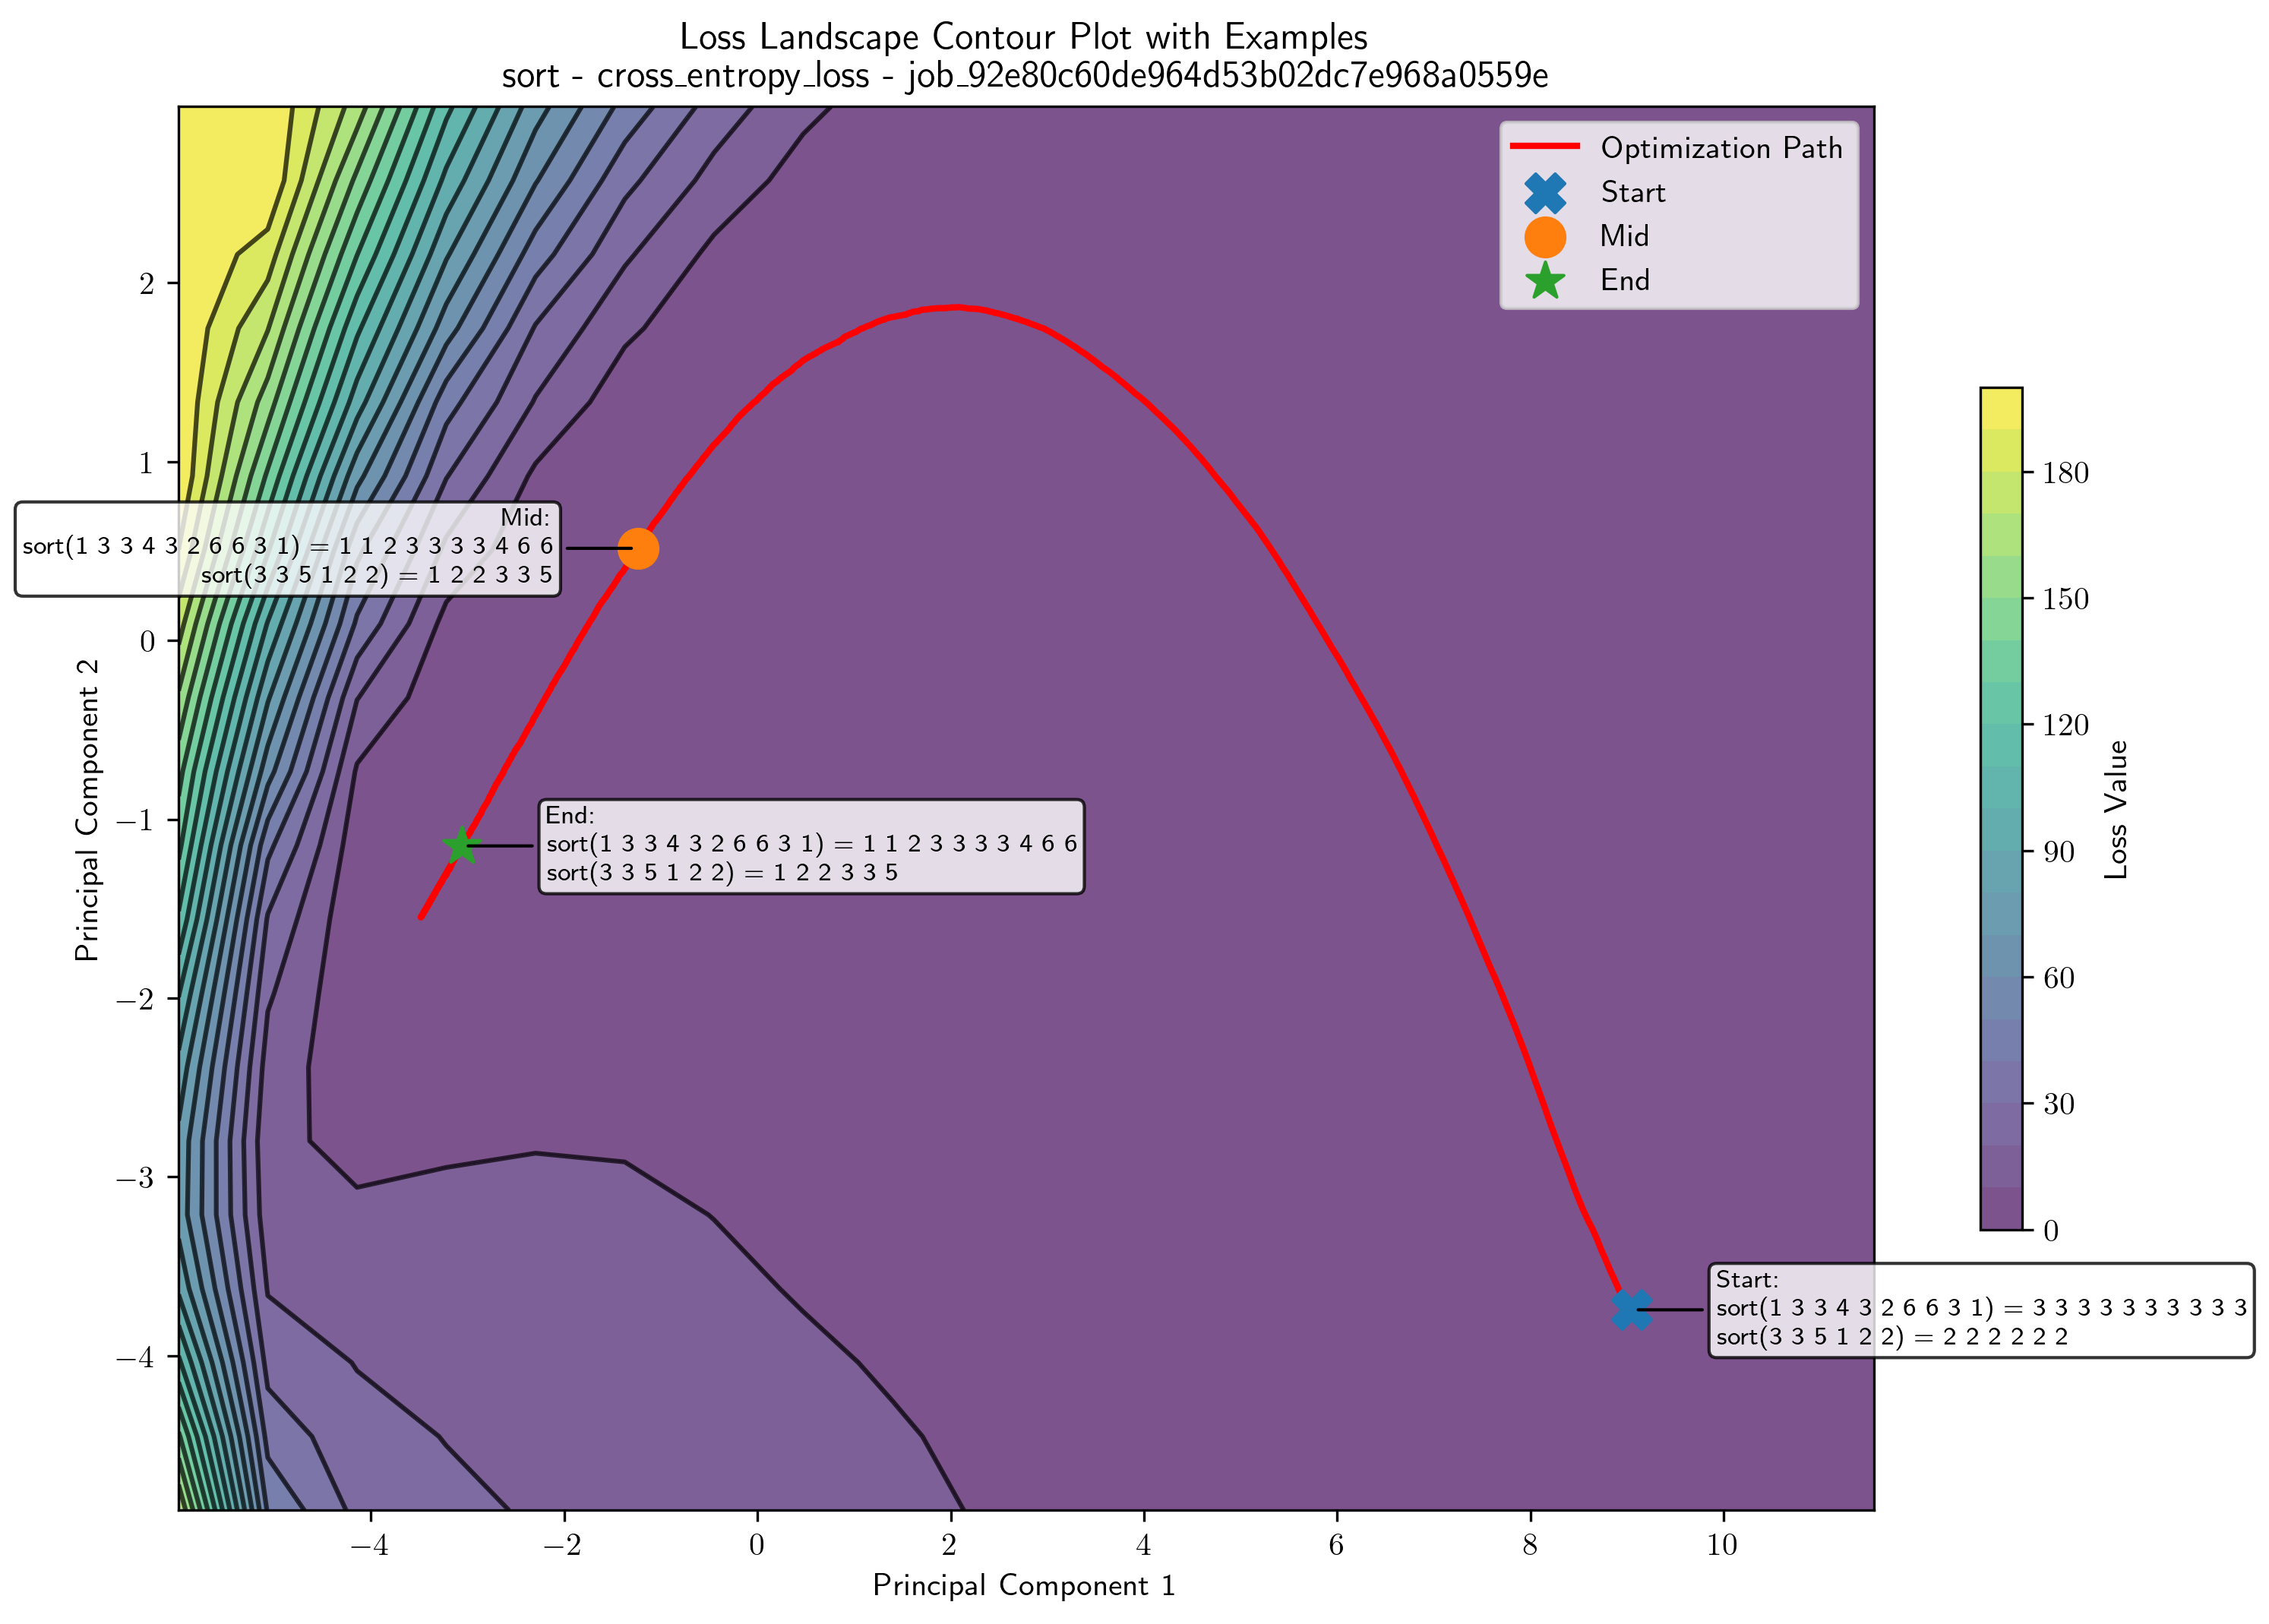 Loss Landscape Contour Plot with Examples
sort - cross_entropy_loss - job_92e80c60de964d53b02dc7e968a0559e
Optimization Path
Start
Mid
End
2
1
0
−1
−2
−3
−4
Principal Component 2
Mid:
sort(1 3 3 4 3 2 6 6 3 1) = 1 1 2 3 3 3 3 4 6 6
sort(3 3 5 1 2 2) = 1 2 2 3 3 5
End:
sort(1 3 3 4 3 2 6 6 3 1) = 1 1 2 3 3 3 3 4 6 6
sort(3 3 5 1 2 2) = 1 2 2 3 3 5
Start:
sort(1 3 3 4 3 2 6 6 3 1) = 3 3 3 3 3 3 3 3 3 3
sort(3 3 5 1 2 2) = 2 2 2 2 2 2
180
150
120
90
60
30
0
Loss Value
−4
−2
0
2
4
6
8
10
Principal Component 1